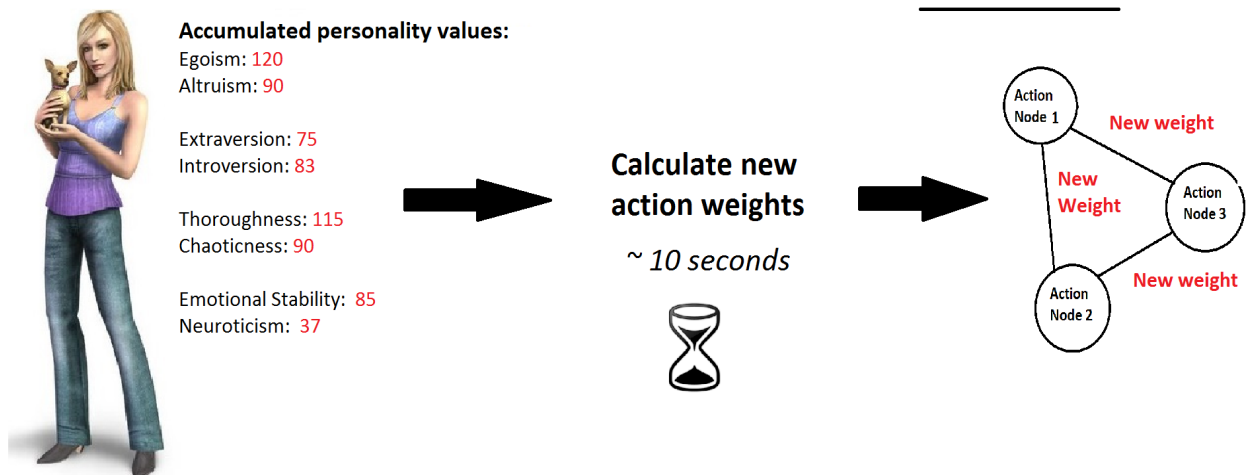 Accumulated personality values:
Egoism: 120
Altruism: 90
Extraversion: 75
Introversion: 83
Thoroughness: 115
Chaoticness: 90
Emotional Stability: 85
Neuroticism: 37
Calculate new
action weights
~ 10 seconds
Action
Node 1
New weight
New
Weight
Action
Node 3
New weight
Action
Node 2